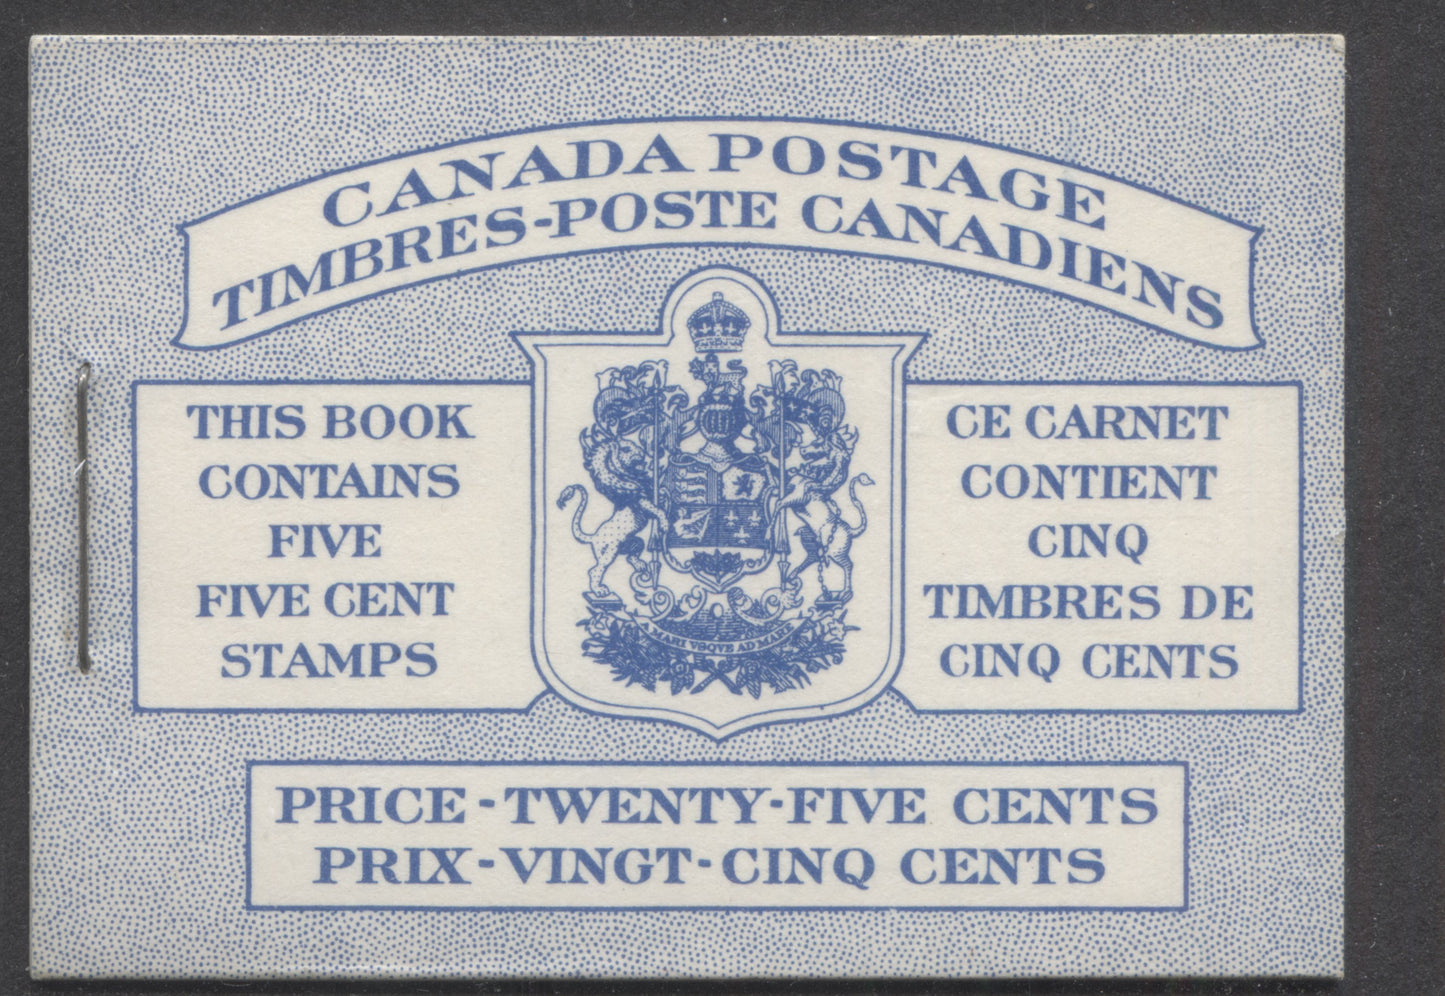 CANADA POSTAGE
TIMBRES-POSTE CANADIENS
THIS BOOK
CONTAINS
FIVE
FIVE CENT
STAMPS
CE CARNET
CONTIENT
CINQ
TIMBRES DE
CINQ CENTS
A MARI VSQVE AD MARE
PRICE - TWENTY-FIVE CENTS
PRIX - VINGT - CINQ CENTS